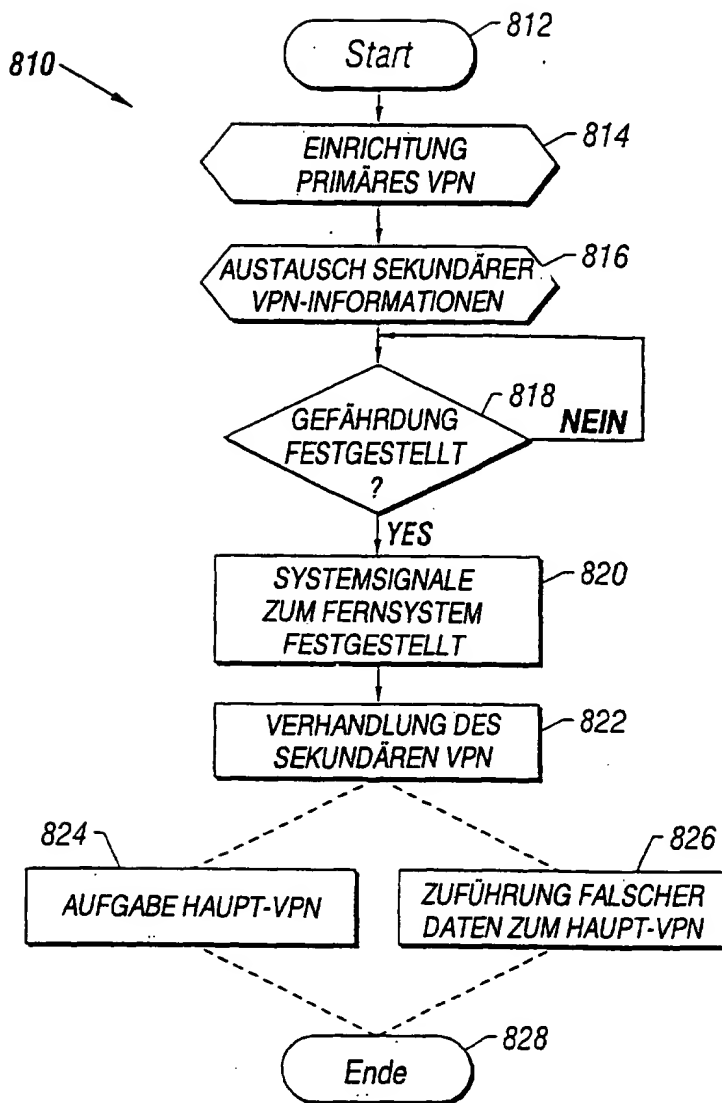 812
Start
810
814
EINRICHTUNG
PRIMÄRES VPN
816
AUSTAUSCH SEKUNDÄRER
VPN-INFORMATIONEN
818
GEFÄHRDUNG
FESTGESTELLT
?
NEIN
YES
820
SYSTEMSIGNALE
ZUM FERNSYSTEM
FESTGESTELLT
822
VERHANDLUNG DES
SEKUNDÄREN VPN
824
AUFGABE HAUPT-VPN
826
ZUFÜHRUNG FALSCHER
DATEN ZUM HAUPT-VPN
828
Ende